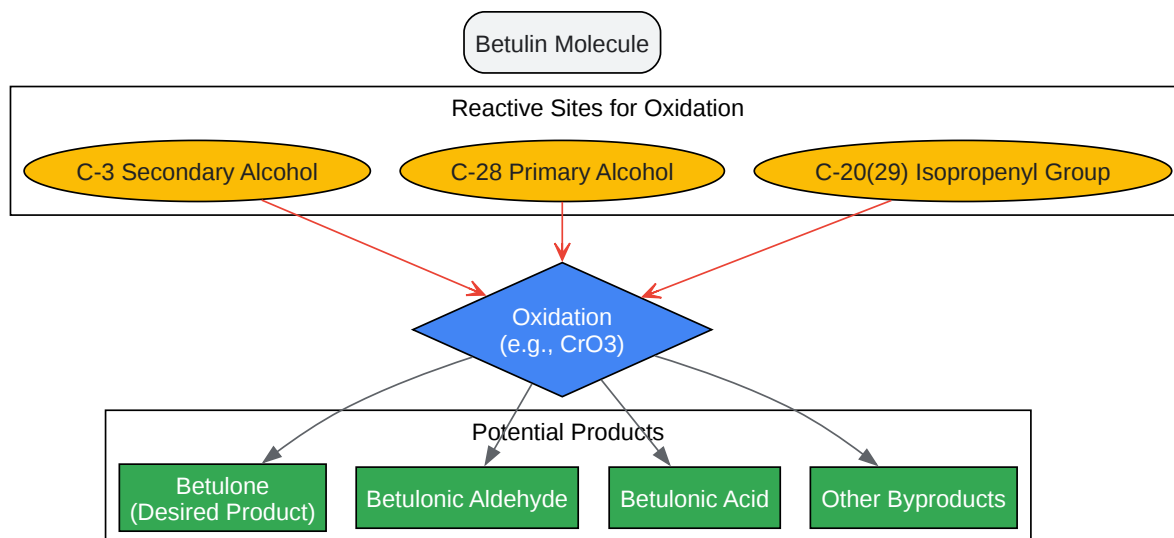 Betulin Molecule
Reactive Sites for Oxidation
C-3 Secondary Alcohol
C-28 Primary Alcohol
C-20(29) Isopropenyl Group
Oxidation
(e.g., CrO3)
Potential Products
Betulone
(Desired Product)
Betulonic Aldehyde
Betulonic Acid
Other Byproducts